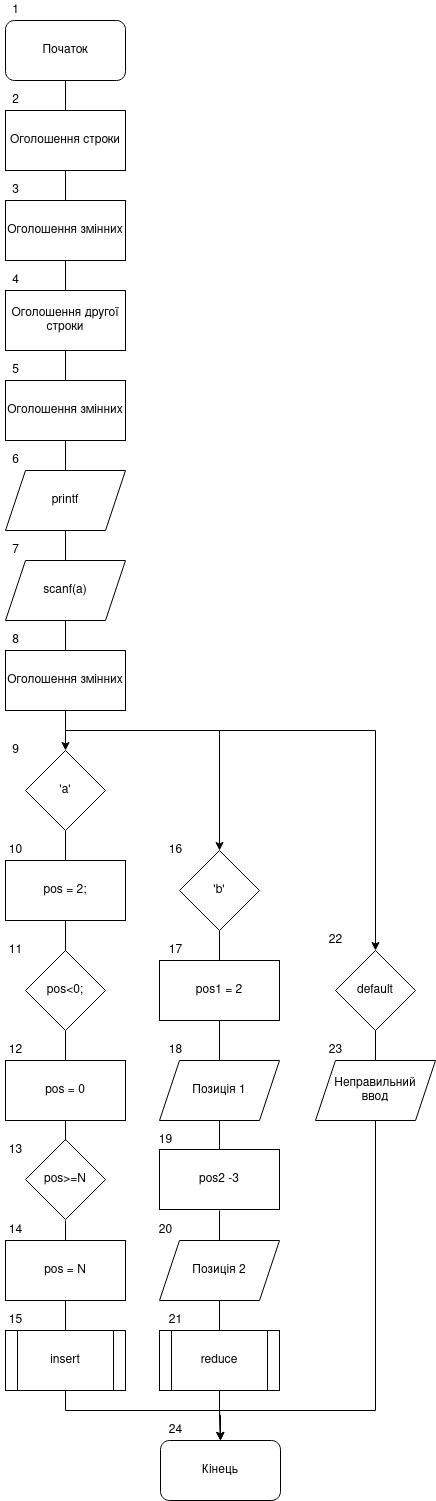 1
Початок
2
Оголошення строки
3
Оголошення змінних
4
Оголошення другої
строки
5
Оголошення змінних
6
printf
7
scanf(a)
8
Оголошення змінних
9
'a'
10
pos = 2;
11
pos<0;
12
pos = 0
13
pos>=N
14
pos = N
15
insert
16
'b'
17
pos1 = 2
18
Позиція 1
19
pos2 -3
20
Позиція 2
21
reduce
22
default
23
Неправильний
ввод
24
Кінець